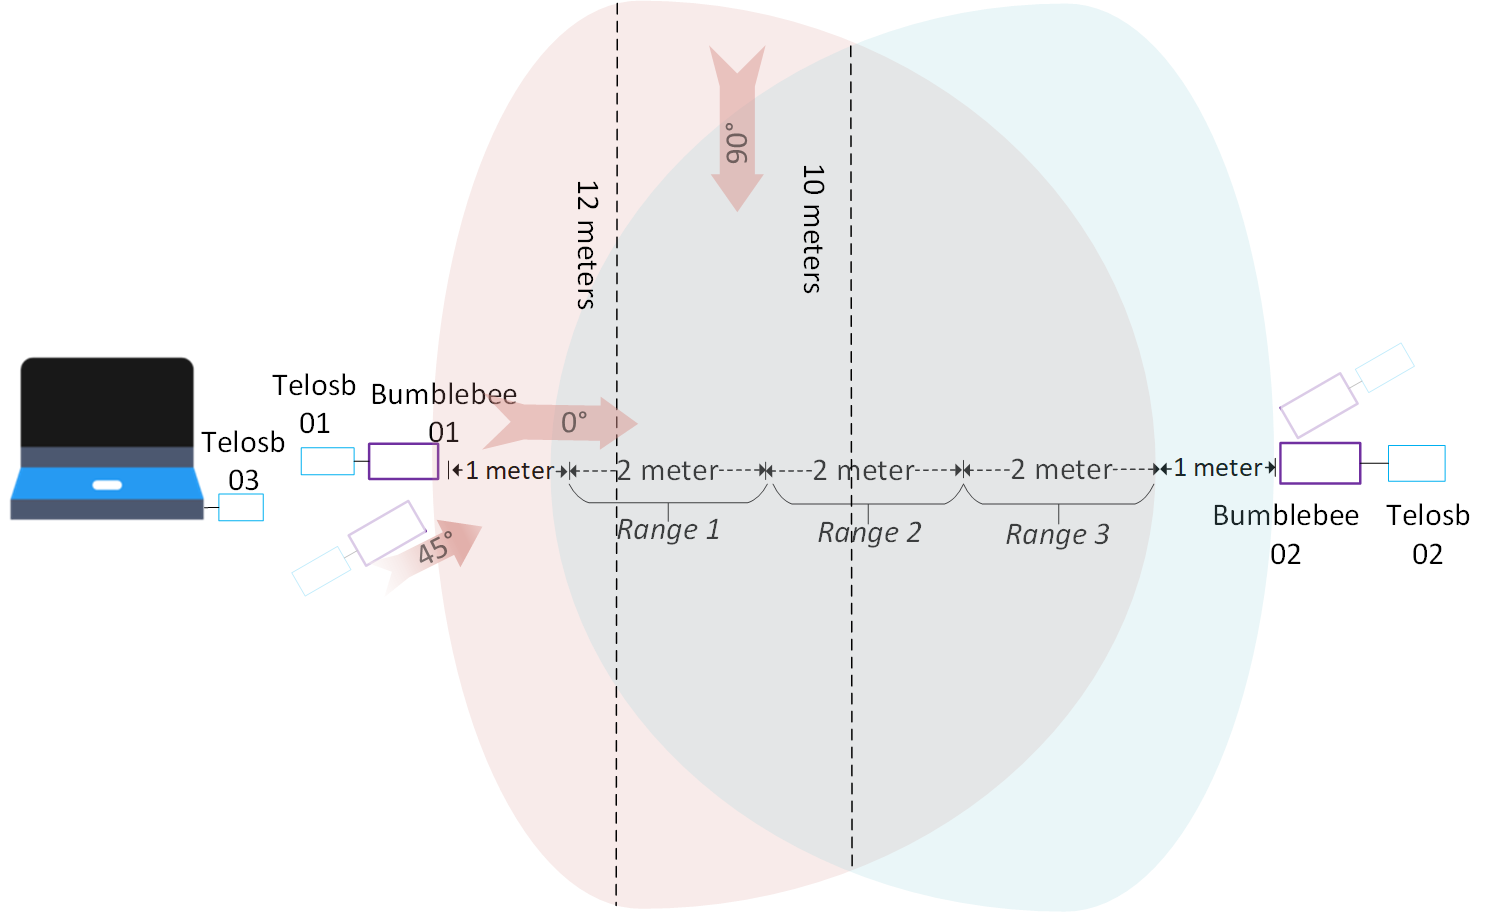 90°
12 meters
10 meters
Telosb
01
Bumblebee
01
0°
Telosb
03
1 meter
2 meter
2 meter
2 meter
1 meter
Range 1
Range 2
Range 3
45°
Bumblebee
02
Telosb
02